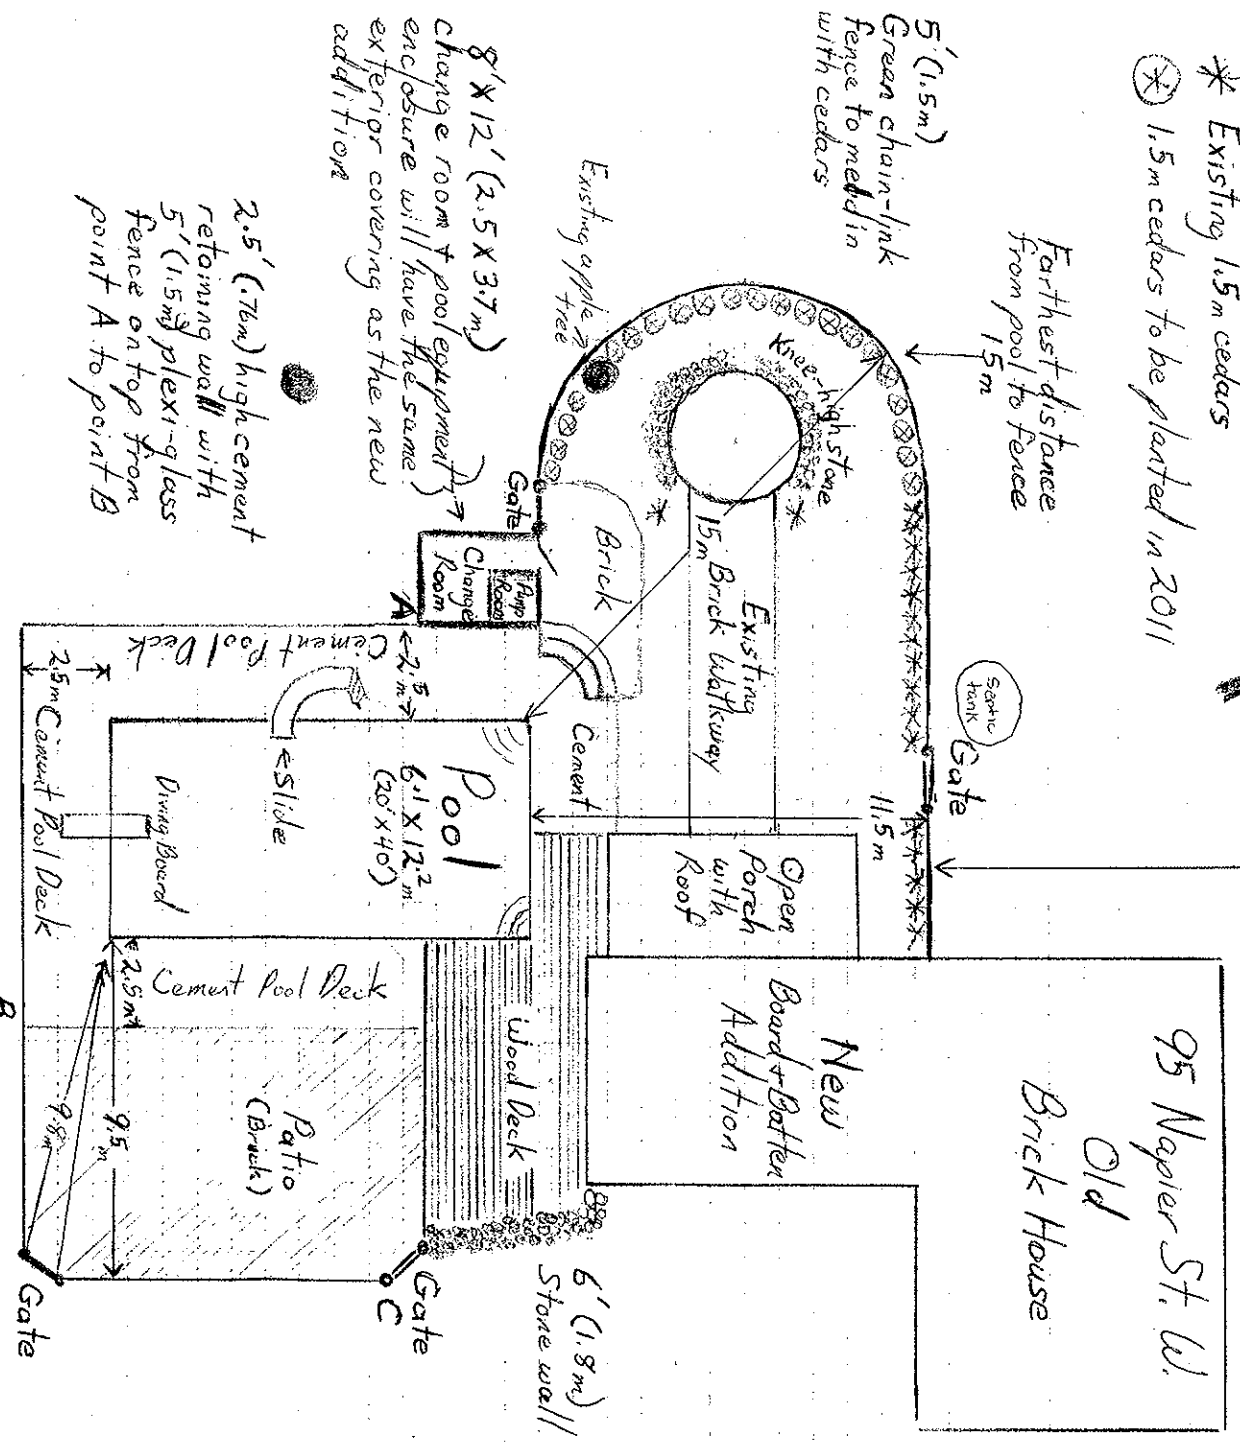 * Existing 1.5m cedars
⊛ 1.5m cedars to be planted in 2011
Farthest distance
from pool to fence
15m
5' (1.5m)
Green chain-link
fence to meld in
with cedars
Septic
tank
Gate
11.5m
95 Napier St. W.
Old
Brick House
Knee-high stone
Existing
Brick Walkway
15m
Open
Porch
with
Roof
New
Board + Batten
Addition
Existing apple
tree
Brick
Cement
Wood Deck
6' (1.8m)
Stone wall
Gate
Pump
Room
Change
Room
A
8' X 12' (2.5 X 3.7m)
change room + pool equipment
enclosure will have the same
exterior covering as the new
addition
Cement Pool Deck
2.5
m
Pool
6.1 X 12.2 m
(20' X 40')
←Slide
Diving Board
2.5m
Cement Pool Deck
2.5m
Cement Pool Deck
Patio
(Brick)
9.5
m
9.8m
Gate
C
B
Gate
2.5' (.76m) high cement
retaining wall with
5' (1.5m) plexi-glass
fence on top from
point A to point B